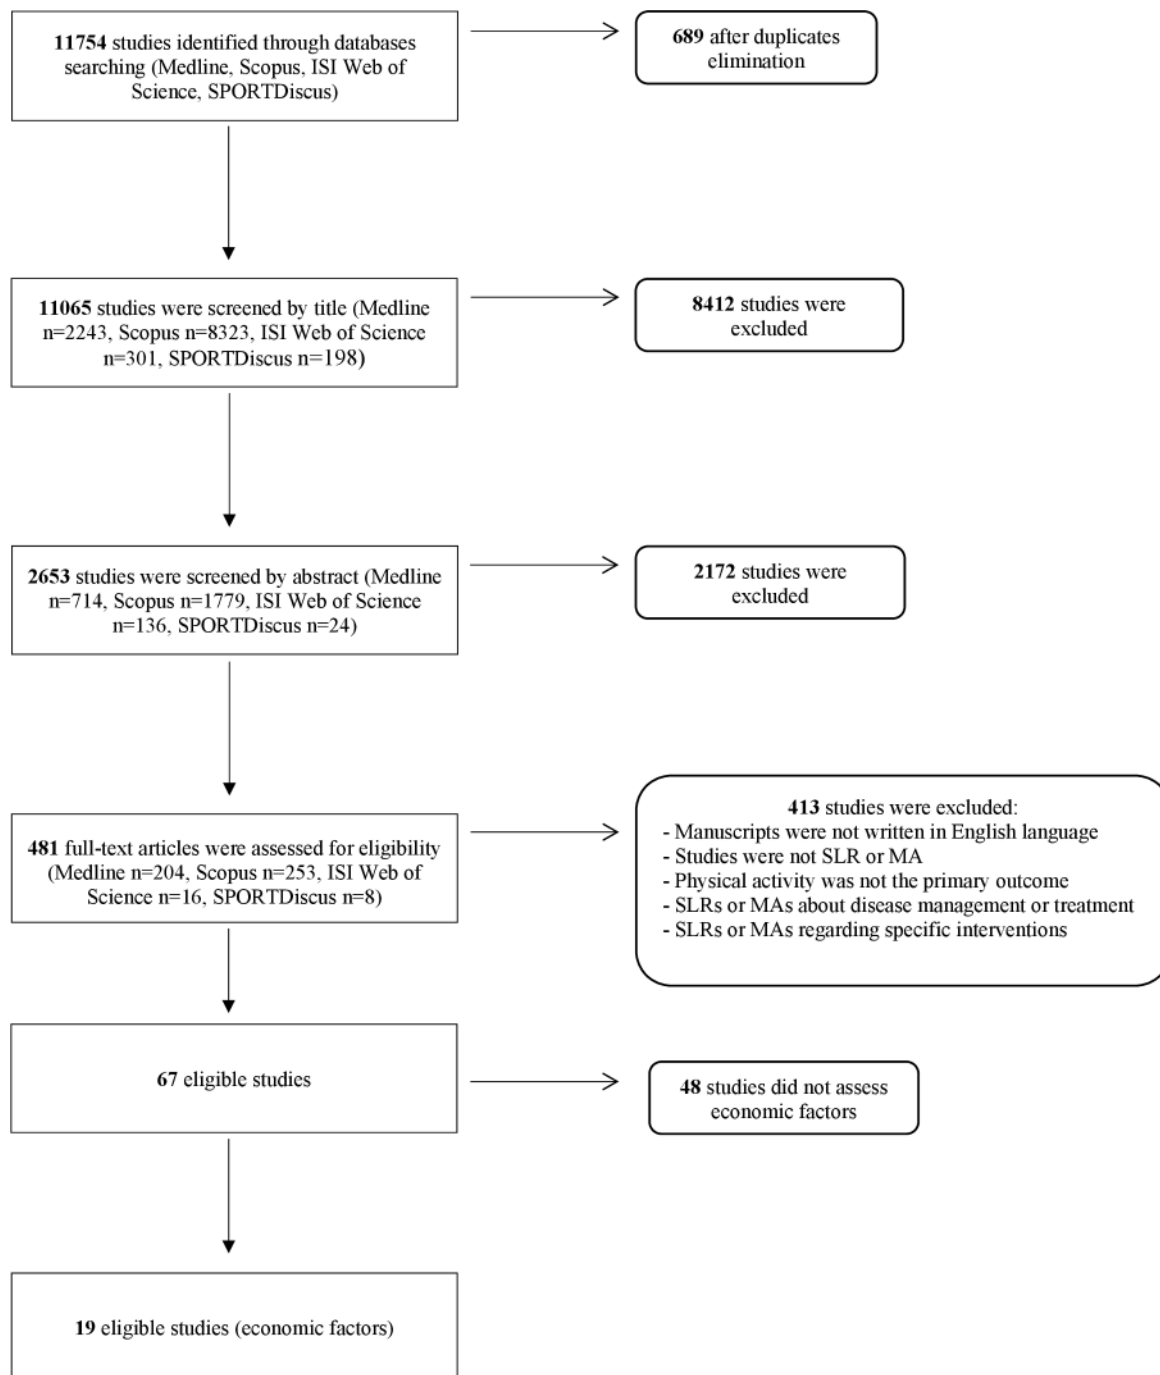 11754 studies identified through databases
searching (Medline, Scopus, ISI Web of
Science, SPORTDiscus)
689 after duplicates
elimination
11065 studies were screened by title (Medline
n=2243, Scopus n=8323, ISI Web of Science
n=301, SPORTDiscus n=198)
8412 studies were
excluded
2653 studies were screened by abstract (Medline
n=714, Scopus n=1779, ISI Web of Science
n=136, SPORTDiscus n=24)
2172 studies were
excluded
481 full-text articles were assessed for eligibility
(Medline n=204, Scopus n=253, ISI Web of
Science n=16, SPORTDiscus n=8)
413 studies were excluded:
- Manuscripts were not written in English language
- Studies were not SLR or MA
- Physical activity was not the primary outcome
- SLRs or MAs about disease management or treatment
- SLRs or MAs regarding specific interventions
67 eligible studies
48 studies did not assess
economic factors
19 eligible studies (economic factors)